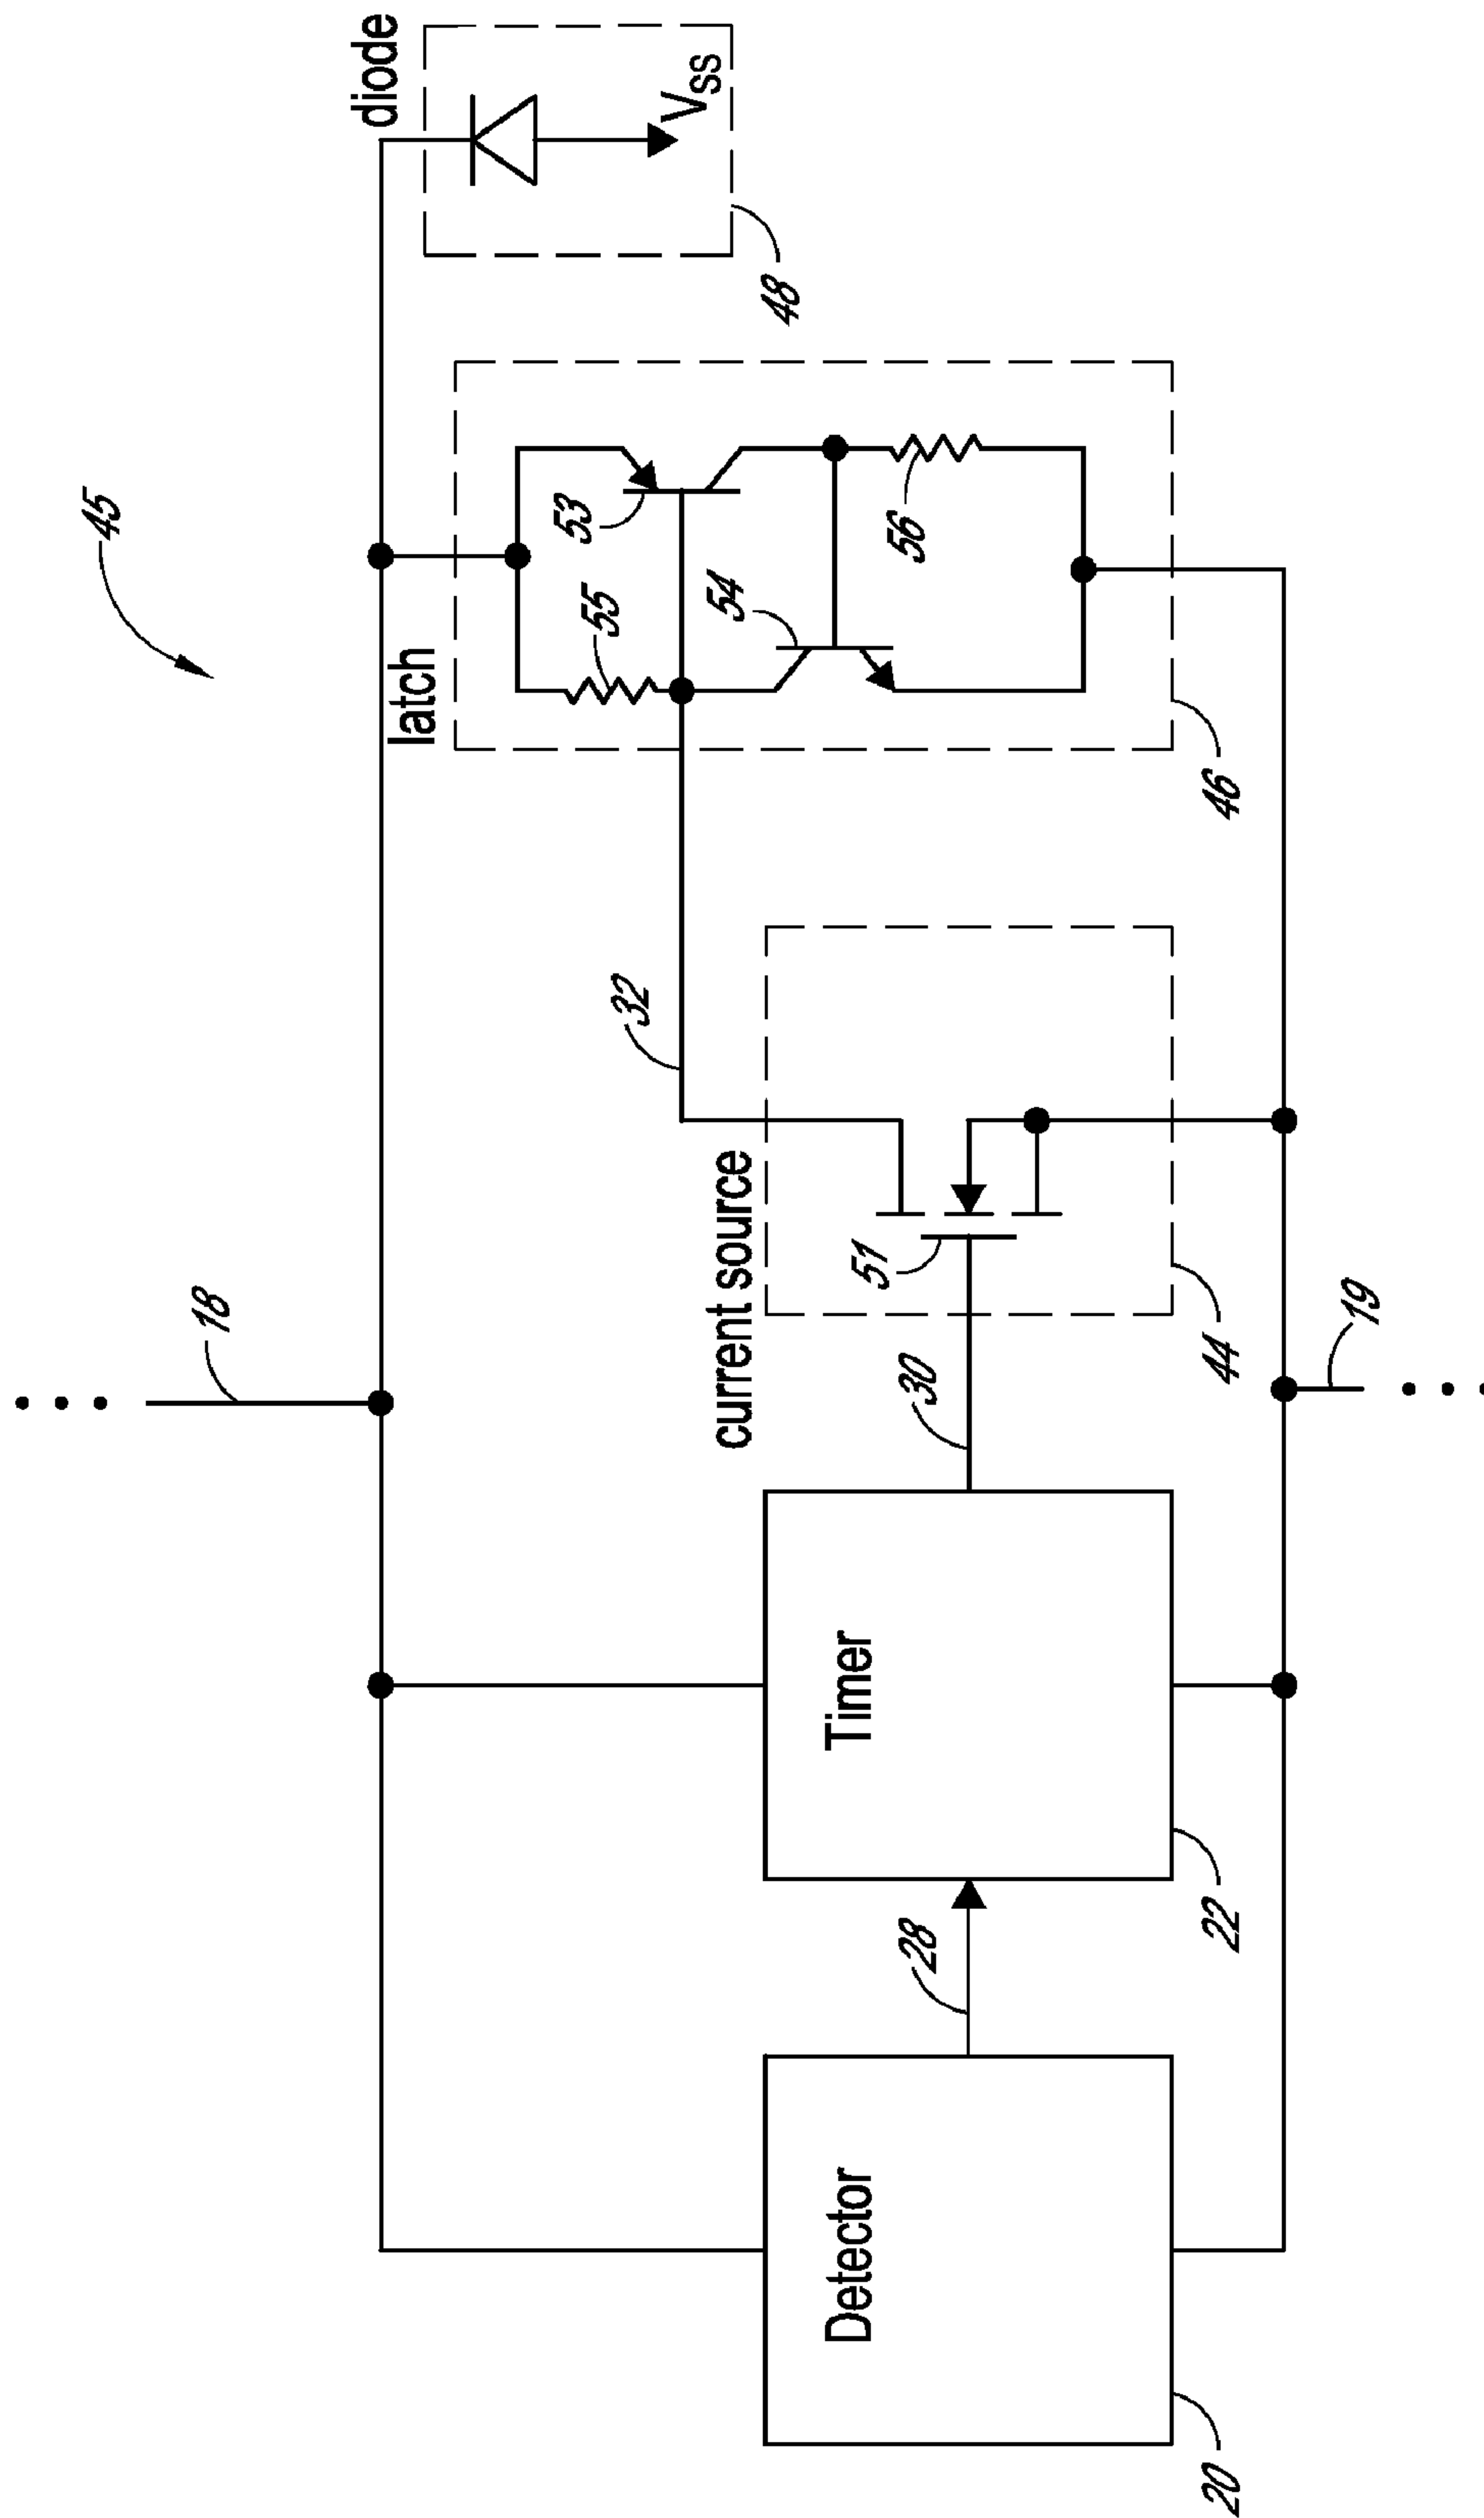 45
18
diode
latch
55
53
54
56
V_SS
48
32
current source
51
30
Timer
28
Detector
20
22
44
46
19